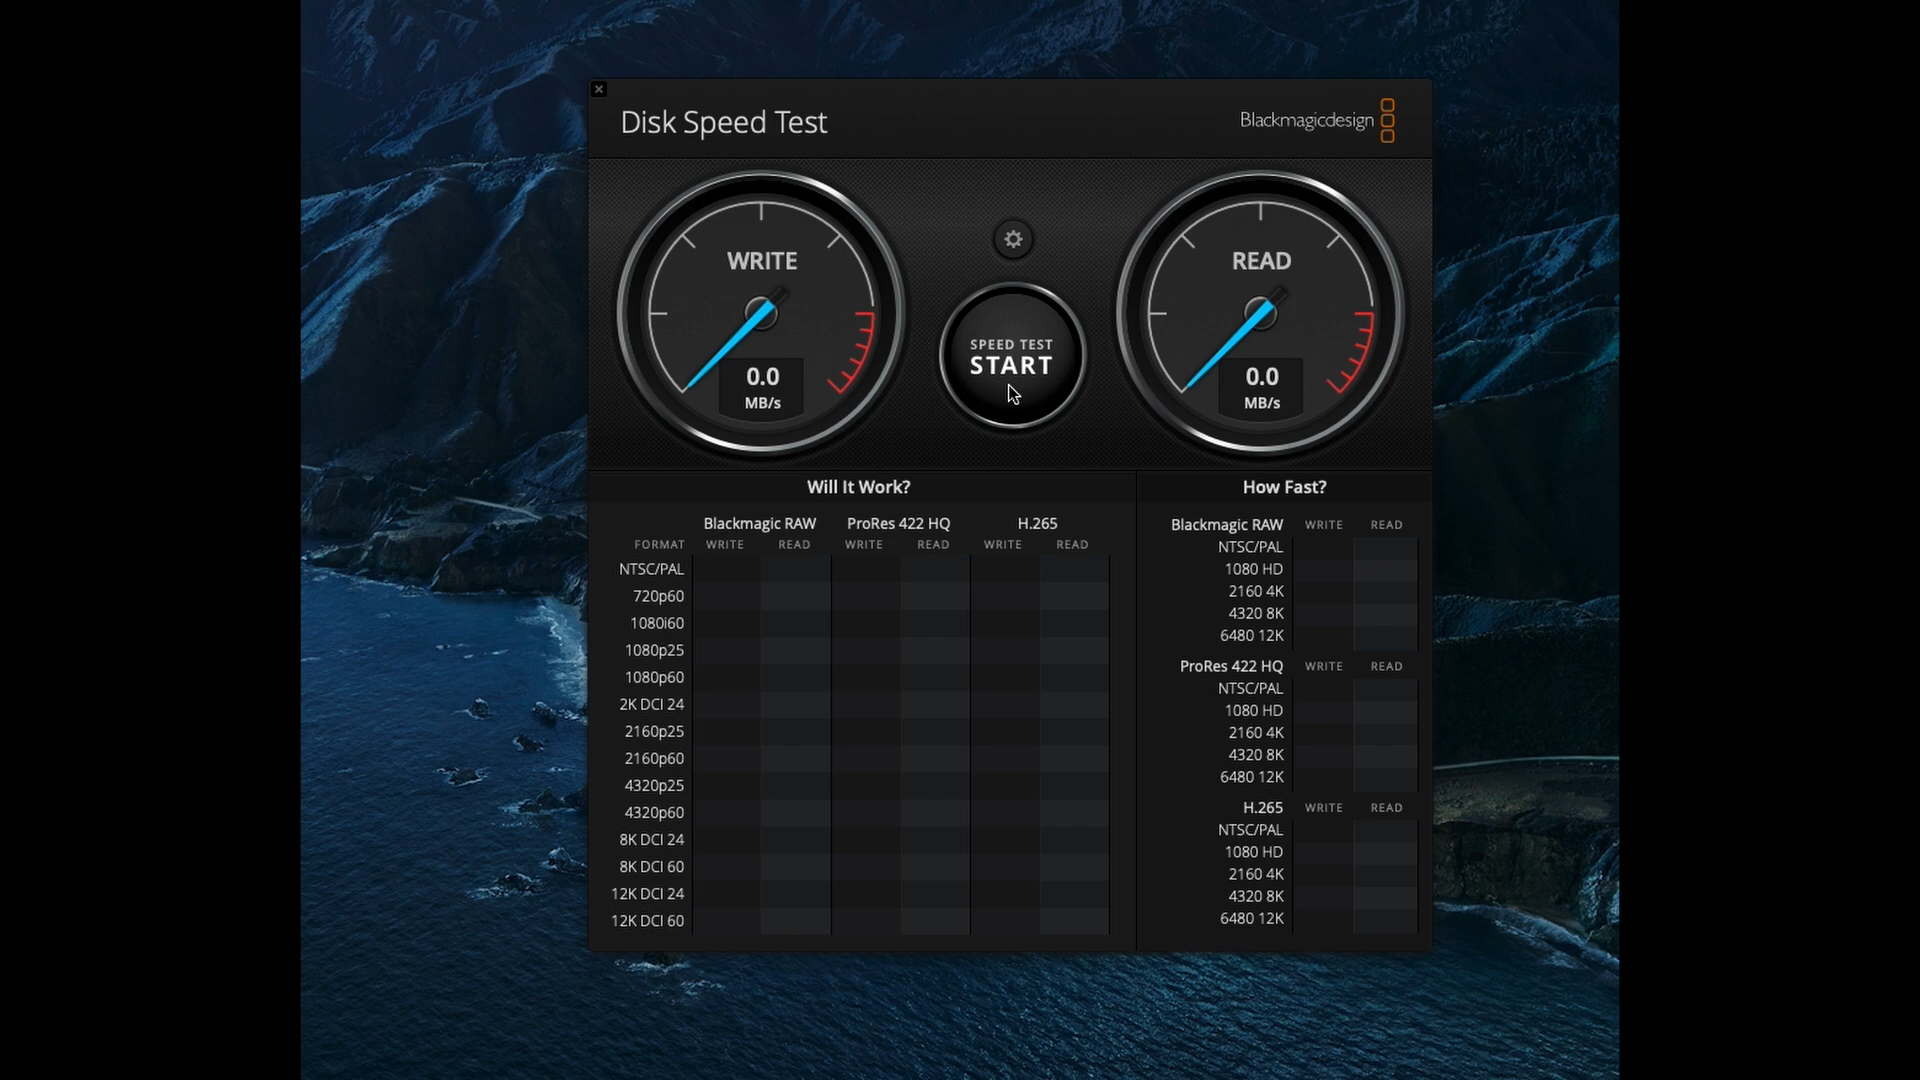 Disk Speed Test
Blackmagicdesign
WRITE
0.0
MB/s
SPEED TEST
START
READ
0.0
MB/s
Will It Work?
Blackmagic RAW ProRes 422 HQ H.265
FORMAT WRITE READ WRITE READ WRITE READ
NTSC/PAL
720p60
1080i60
1080p25
1080p60
2K DCI 24
2160p25
2160p60
4320p25
4320p60
8K DCI 24
8K DCI 60
12K DCI 24
12K DCI 60
How Fast?
Blackmagic RAW WRITE READ
NTSC/PAL
1080 HD
2160 4K
4320 8K
6480 12K
ProRes 422 HQ WRITE READ
NTSC/PAL
1080 HD
2160 4K
4320 8K
6480 12K
H.265 WRITE READ
NTSC/PAL
1080 HD
2160 4K
4320 8K
6480 12K